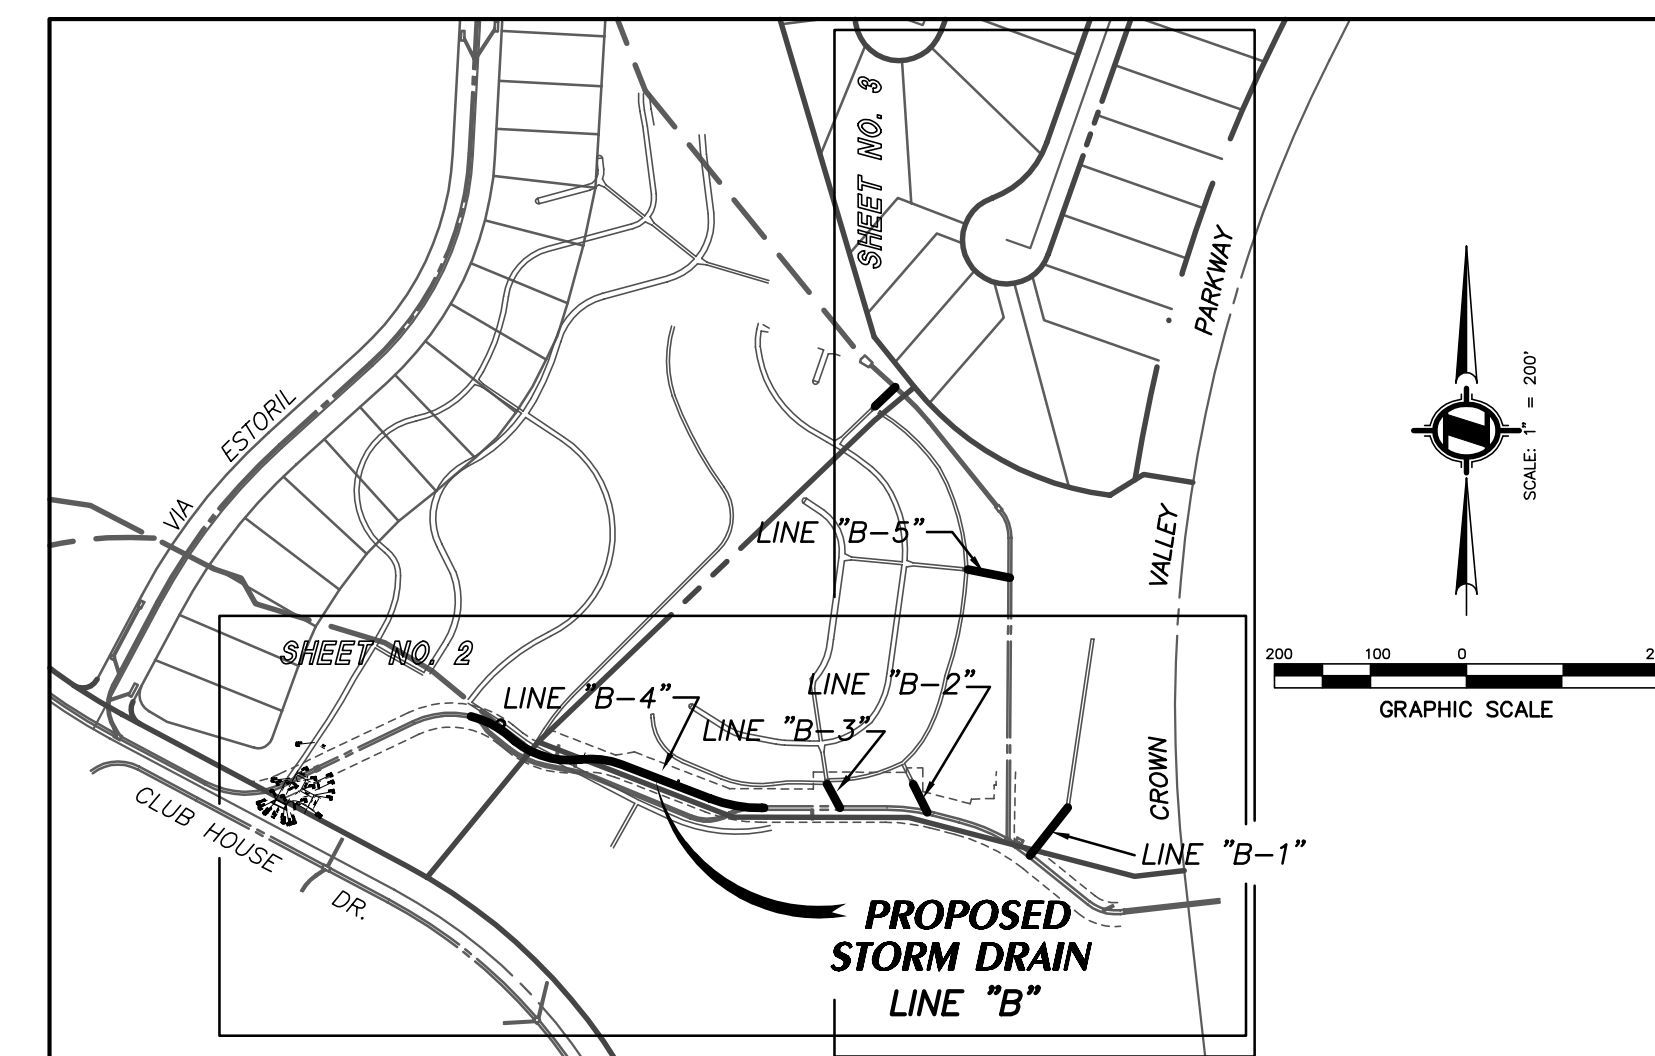 SHEET NO. 3
PARKWAY
VIA ESTORIL
SCALE: 1" = 200'
LINE "B-5"
VALLEY
SHEET NO. 2
200 100 0 2
GRAPHIC SCALE
LINE "B-4"
LINE "B-2"
LINE "B-3"
CROWN
CLUB HOUSE DR.
LINE "B-1"
PROPOSED
STORM DRAIN
LINE "B"